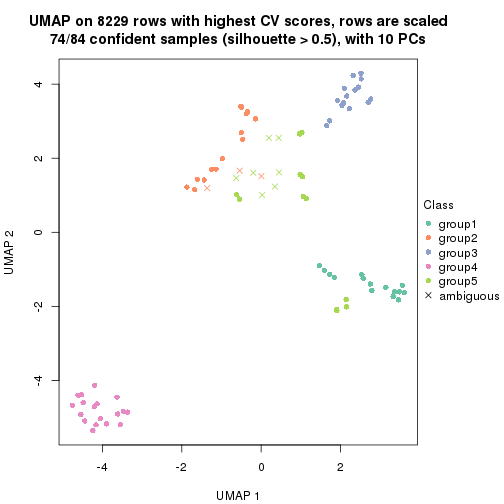 UMAP on 8229 rows with highest CV scores, rows are scaled
74/84 confident samples (silhouette > 0.5), with 10 PCs
4
2
0
-2
-4
UMAP 2
-4
-2
0
2
UMAP 1
Class
group1
group2
group3
group4
group5
ambiguous